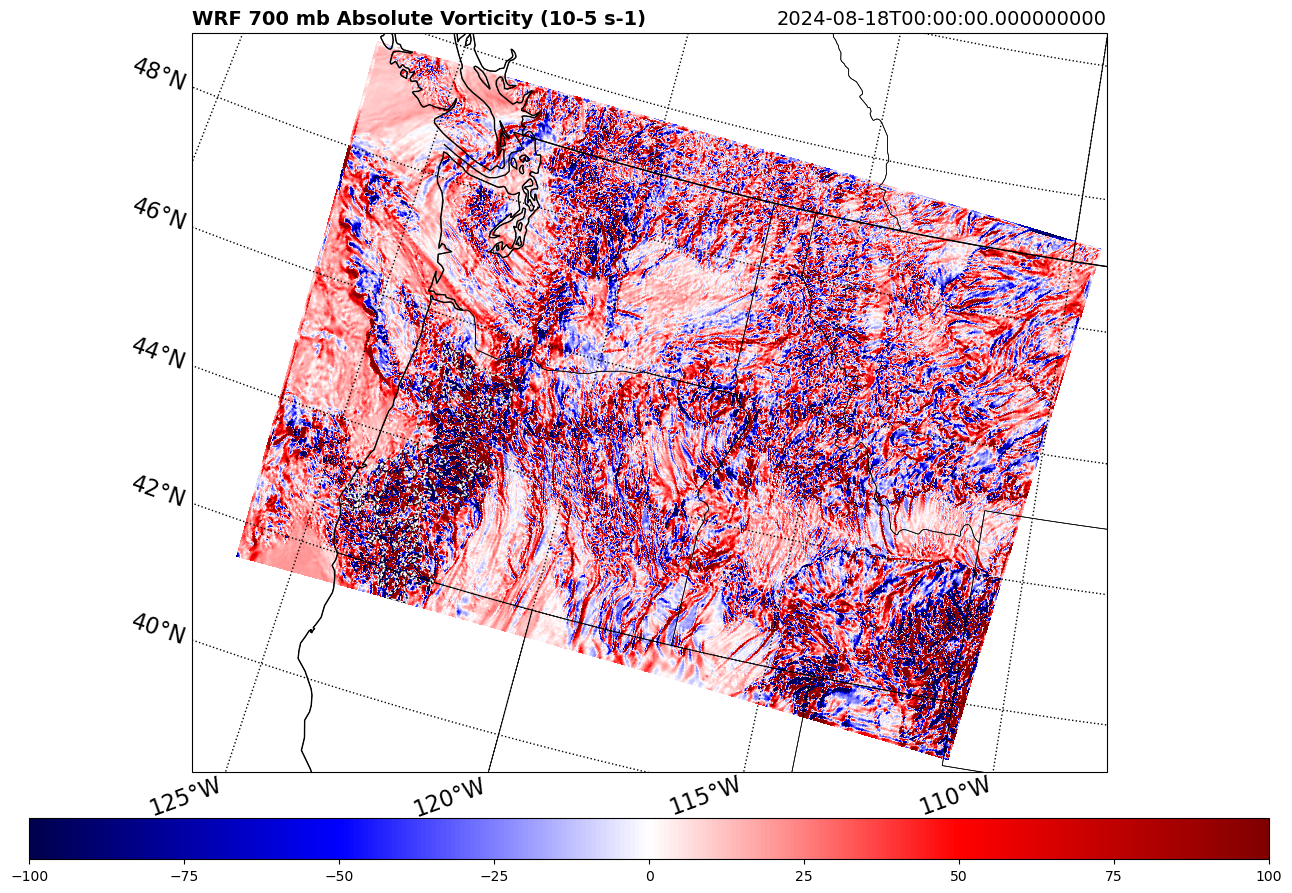 WRF 700 mb Absolute Vorticity (10-5 s-1)
2024-08-18T00:00:00.000000000
48°N
46°N
44°N
42°N
40°N
125°W
120°W
115°W
110°W
−100
−75
−50
−25
0
25
50
75
100